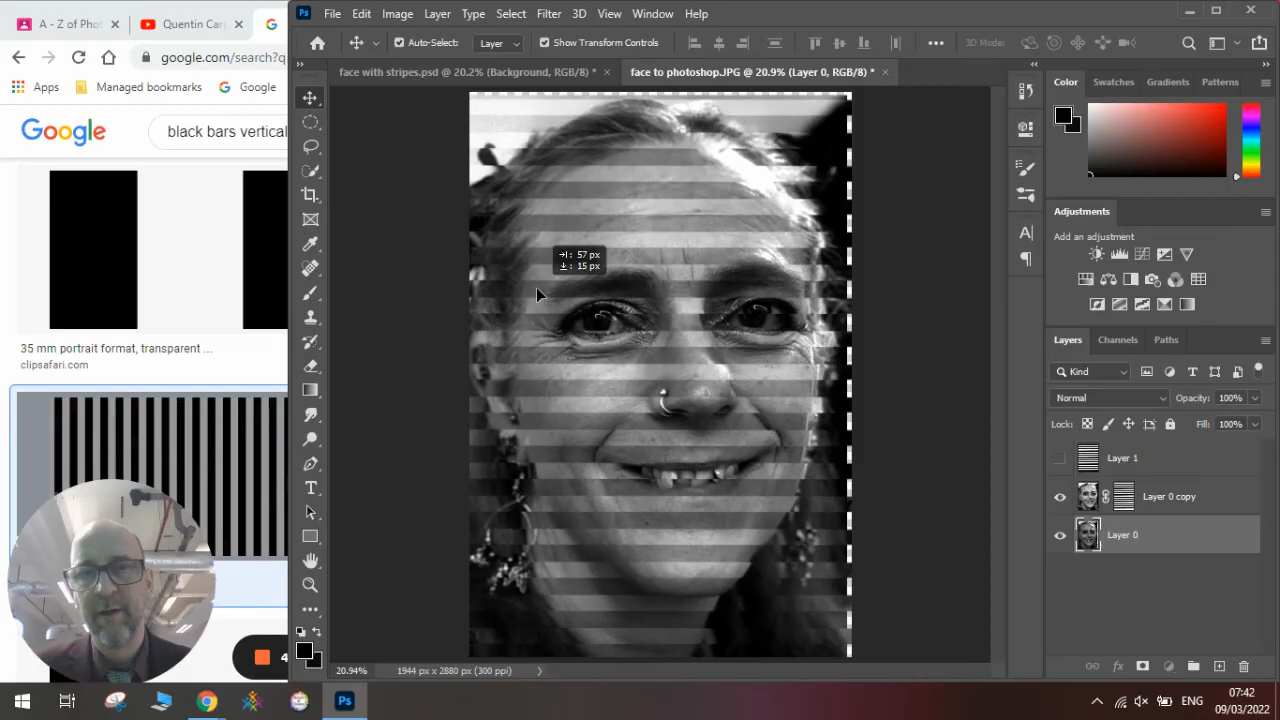 A - Z of Phot
Quentin Carg
google.com/search?q
Apps
Managed bookmarks
Google
Google
black bars vertical
35 mm portrait format, transparent ...
clipsafari.com
4
Ps
File Edit Image Layer Type Select Filter 3D View Window Help
Auto-Select: Layer Show Transform Controls 3D Mode:
face with stripes.psd @ 20.2% (Background, RGB/8) *
face to photoshop.JPG @ 20.9% (Layer 0, RGB/8) *
57 px
15 px
20.94%
1944 px x 2880 px (300 ppi)
Color Swatches Gradients Patterns
Adjustments
Add an adjustment
Layers Channels Paths
Kind
Normal Opacity: 100%
Lock: Fill: 100%
Layer 1
Layer 0 copy
Layer 0
fx
Ps
ENG
07:42
09/03/2022